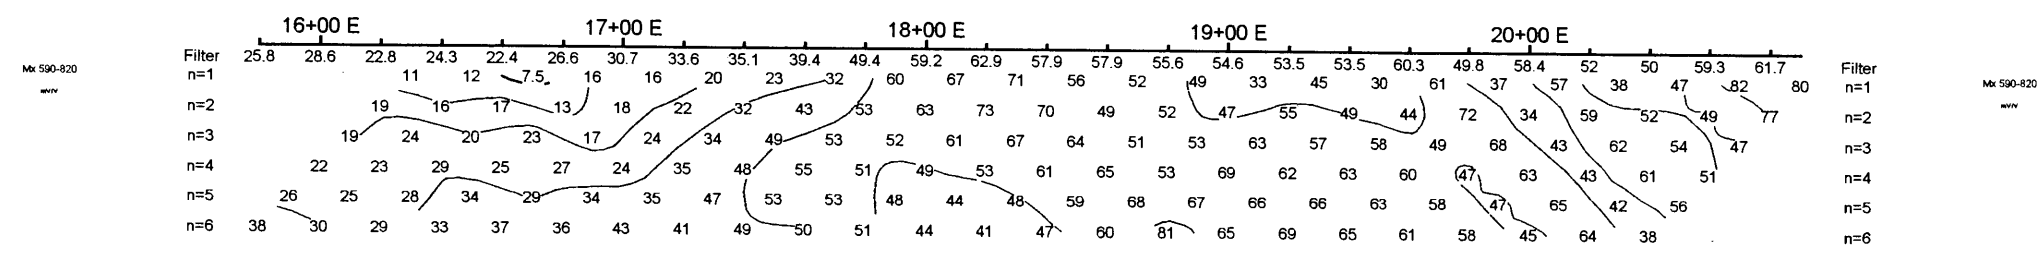 16+00 E 17+00 E 18+00 E 19+00 E 20+00 E
Filter 25.8 28.6 22.8 24.3 22.4 26.6 30.7 33.6 35.1 39.4 49.4 59.2 62.9 57.9 57.9 55.6 54.6 53.5 53.5 60.3 49.8 58.4 52 50 59.3 61.7 Filter
Mx 590-820 n=1 11 12 7.5 16 16 20 23 32 60 67 71 56 52 49 33 45 30 61 37 57 38 47 82 80 n=1 Mx 590-820
mV/V n=2 19 16 17 13 18 22 32 43 53 63 73 70 49 52 47 55 49 44 72 34 59 52 49 77 n=2 mV/V
n=3 19 24 20 23 17 24 34 49 53 52 61 67 64 51 53 63 57 58 49 68 43 62 54 47 n=3
n=4 22 23 29 25 27 24 35 48 55 51 49 53 61 65 53 69 62 63 60 47 63 43 61 51 n=4
n=5 26 25 28 34 29 34 35 47 53 53 48 44 48 59 68 67 66 66 63 58 47 65 42 56 n=5
n=6 38 30 29 33 37 36 43 41 49 50 51 44 41 47 60 81 65 69 65 61 58 45 64 38 n=6